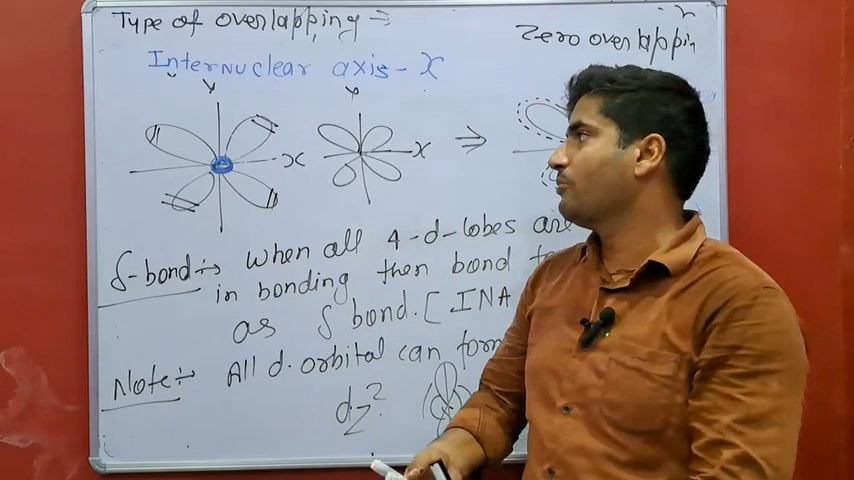 Type of overlapping ⇒
Zero overlappin
Internuclear axis - X
Y
Y
X
X
⇒
δ-bond :→ When all 4-d-lobes are
in bonding then bond
as δ bond. [INA
Note :→ All d.orbital can form
dz²